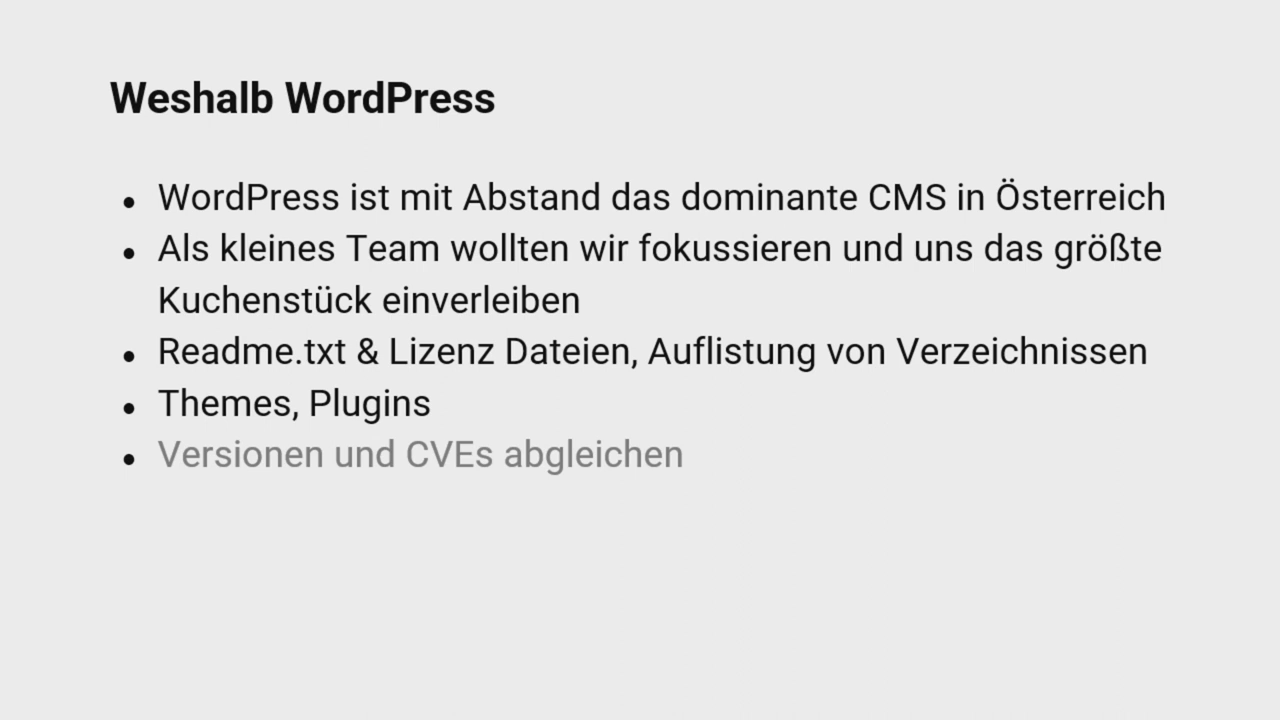 Weshalb WordPress
• WordPress ist mit Abstand das dominante CMS in Österreich
• Als kleines Team wollten wir fokussieren und uns das größte
Kuchenstück einverleiben
• Readme.txt & Lizenz Dateien, Auflistung von Verzeichnissen
• Themes, Plugins
• Versionen und CVEs abgleichen